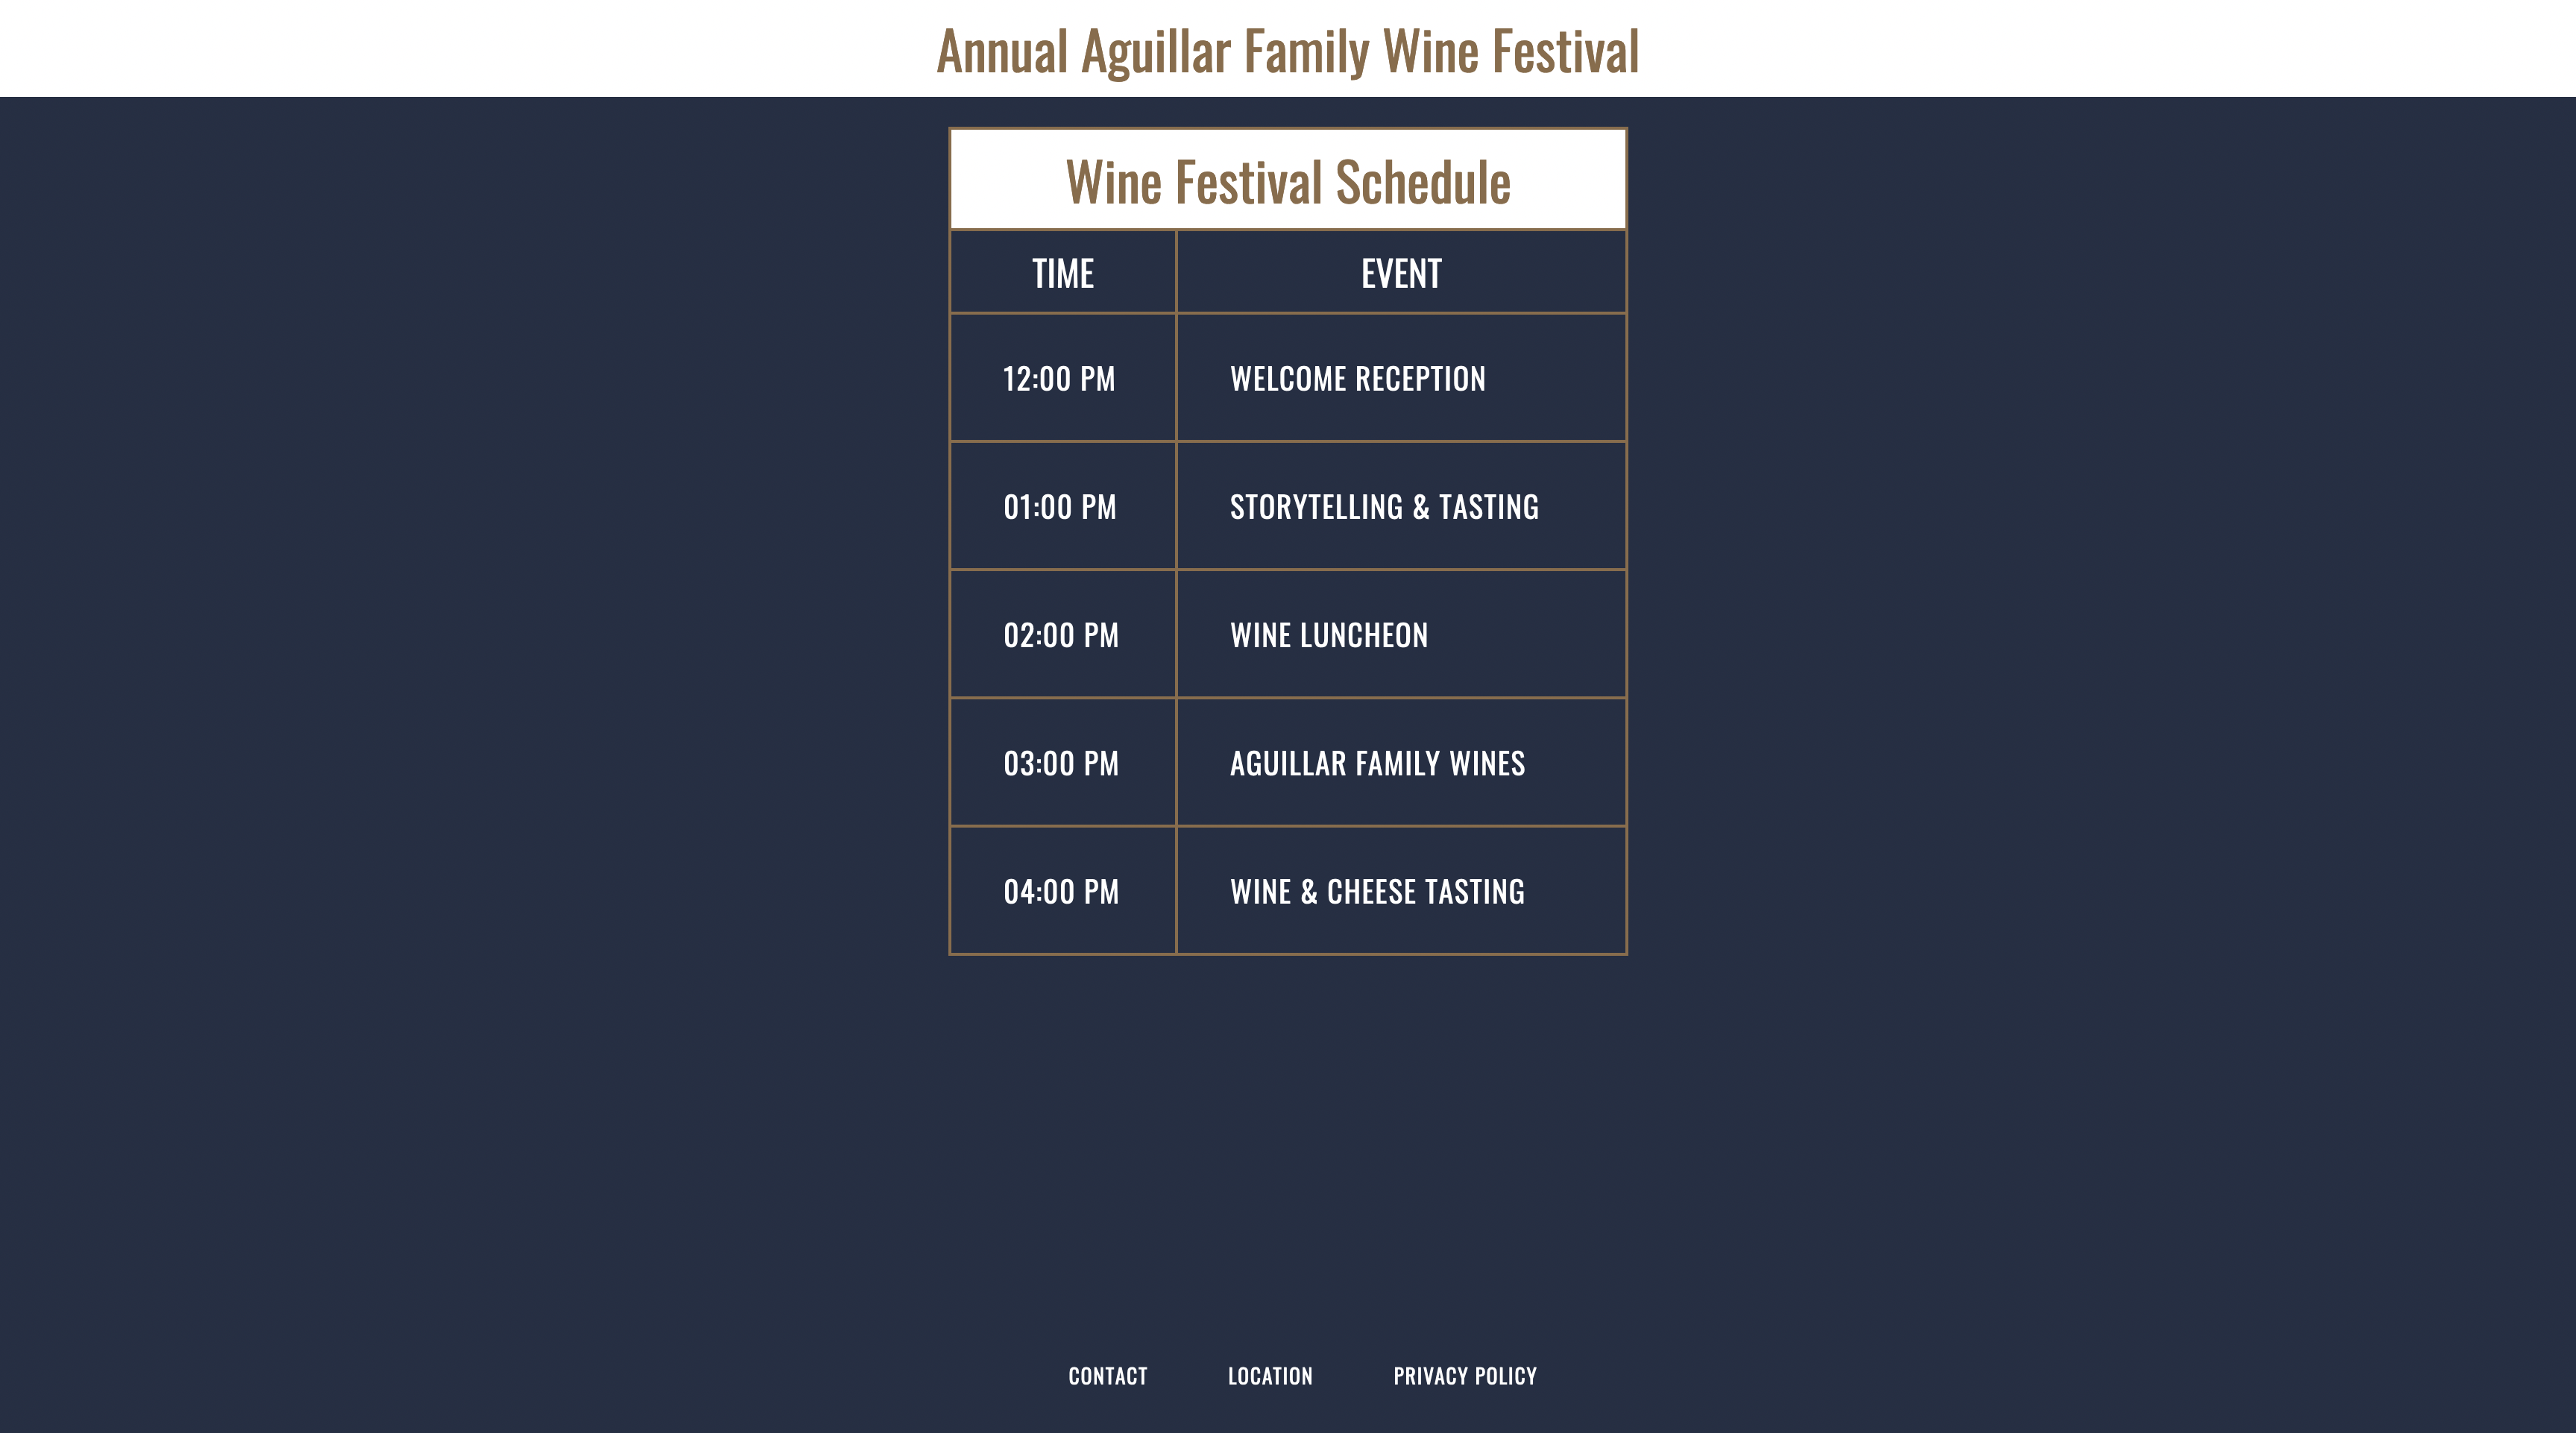 Annual Aguillar Family Wine Festival
Wine Festival Schedule
TIME EVENT
12:00 PM WELCOME RECEPTION
01:00 PM STORYTELLING & TASTING
02:00 PM WINE LUNCHEON
03:00 PM AGUILLAR FAMILY WINES
04:00 PM WINE & CHEESE TASTING
CONTACT LOCATION PRIVACY POLICY